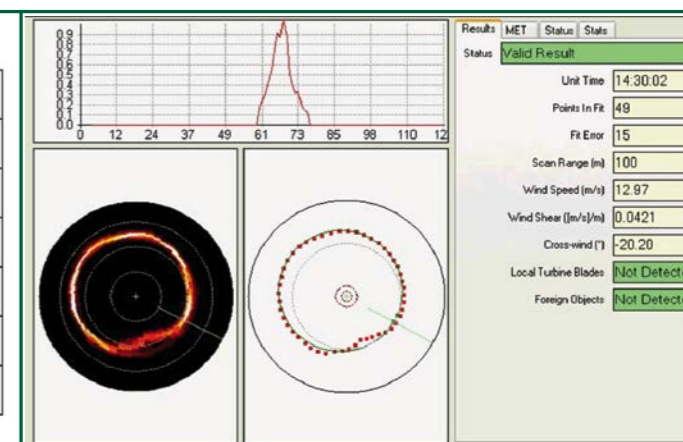 0.9
0.8
0.7
0.6
0.5
0.4
0.3
0.2
0.1
0.0
0 12 24 37 49 61 73 85 98 110 12
Results MET Status Stats
Status Valid Result
Unit Time 14:30:02
Points In Fit 49
Fit Error 15
Scan Range (m) 100
Wind Speed (m/s) 12.97
Wind Shear ([m/s]/m) 0.0421
Cross-wind (°) -20.20
Local Turbine Blades Not Detecte
Foreign Objects Not Detecte